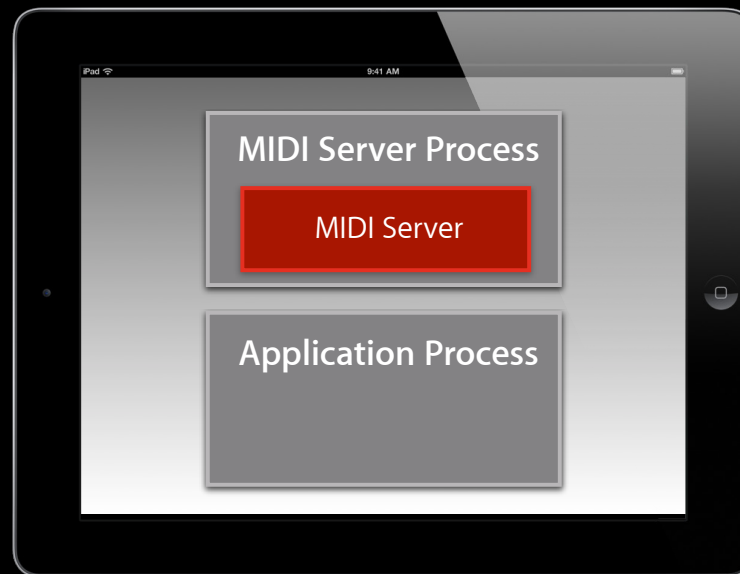 iPad 9:41 AM
MIDI Server Process
MIDI Server
Application Process